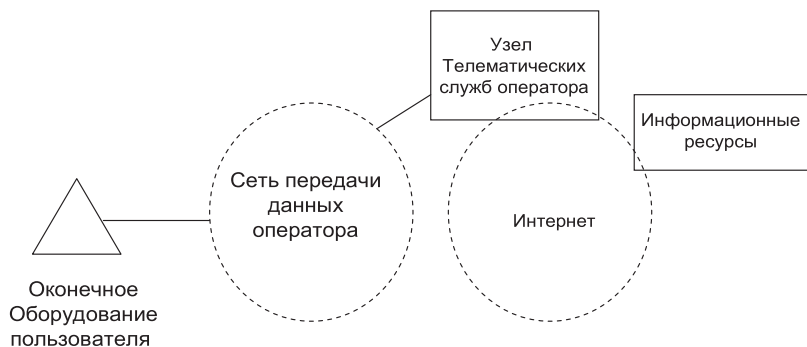 Узел
Телематических
служб оператора
Информационные
ресурсы
Сеть передачи
данных
оператора
Интернет
Оконечное
Оборудование
пользователя